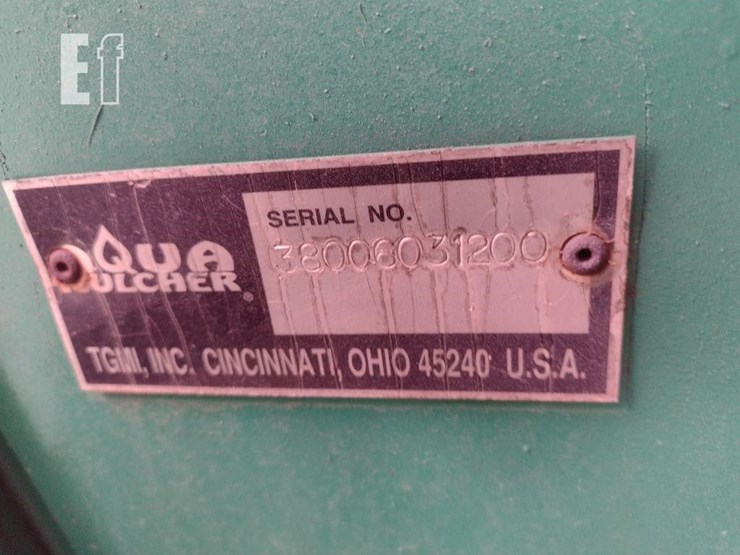 Ef
SERIAL NO.
38006031200
AQUA
MULCHER®
TGMI, INC. CINCINNATI, OHIO 45240 U.S.A.